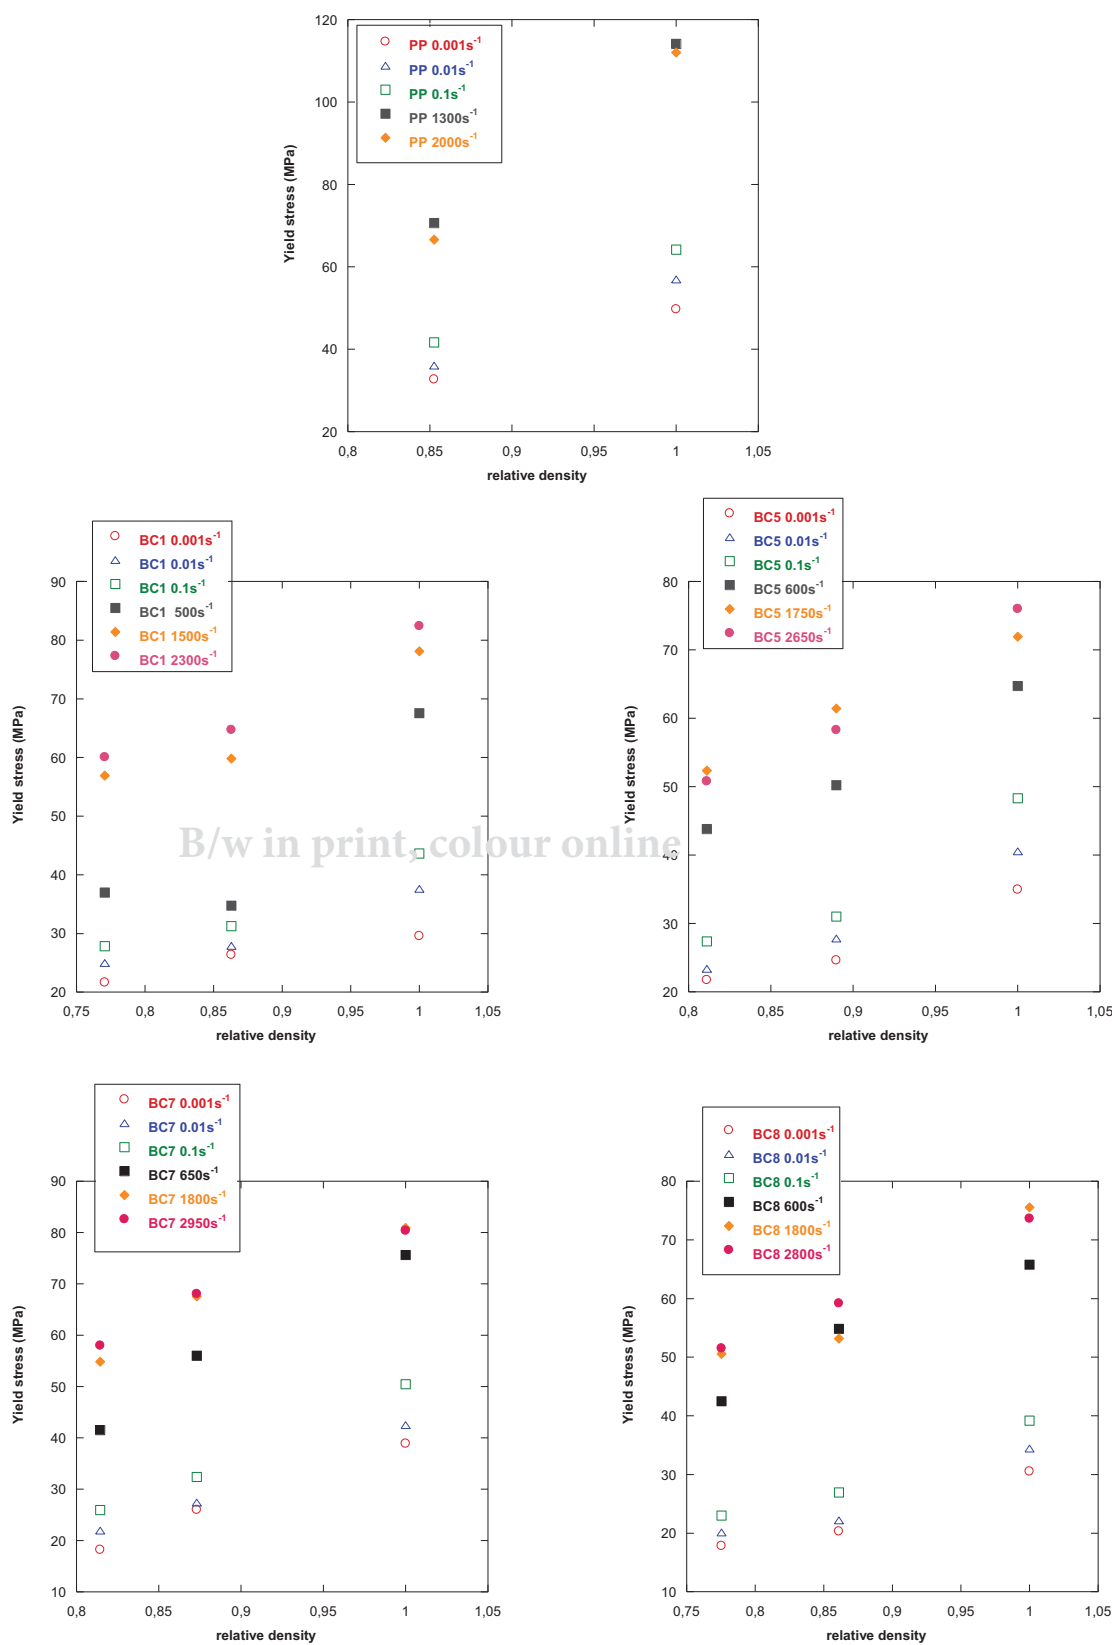 120
100
80
60
40
20
Yield stress (MPa)
PP 0.001s⁻¹
PP 0.01s⁻¹
PP 0.1s⁻¹
PP 1300s⁻¹
PP 2000s⁻¹
0,8 0,85 0,9 0,95 1 1,05
relative density
BC1 0.001s⁻¹
BC1 0.01s⁻¹
BC1 0.1s⁻¹
BC1 500s⁻¹
BC1 1500s⁻¹
BC1 2300s⁻¹
90
80
70
60
50
40
30
20
Yield stress (MPa)
0,75 0,8 0,85 0,9 0,95 1 1,05
relative density
BC5 0.001s⁻¹
BC5 0.01s⁻¹
BC5 0.1s⁻¹
BC5 600s⁻¹
BC5 1750s⁻¹
BC5 2650s⁻¹
80
70
60
50
40
30
20
Yield stress (MPa)
0,8 0,85 0,9 0,95 1 1,05
relative density
B/w in print, colour online
BC7 0.001s⁻¹
BC7 0.01s⁻¹
BC7 0.1s⁻¹
BC7 650s⁻¹
BC7 1800s⁻¹
BC7 2950s⁻¹
90
80
70
60
50
40
30
20
10
Yield stress (MPa)
0,8 0,85 0,9 0,95 1 1,05
relative density
BC8 0.001s⁻¹
BC8 0.01s⁻¹
BC8 0.1s⁻¹
BC8 600s⁻¹
BC8 1800s⁻¹
BC8 2800s⁻¹
80
70
60
50
40
30
20
10
Yield stress (MPa)
0,75 0,8 0,85 0,9 0,95 1 1,05
relative density